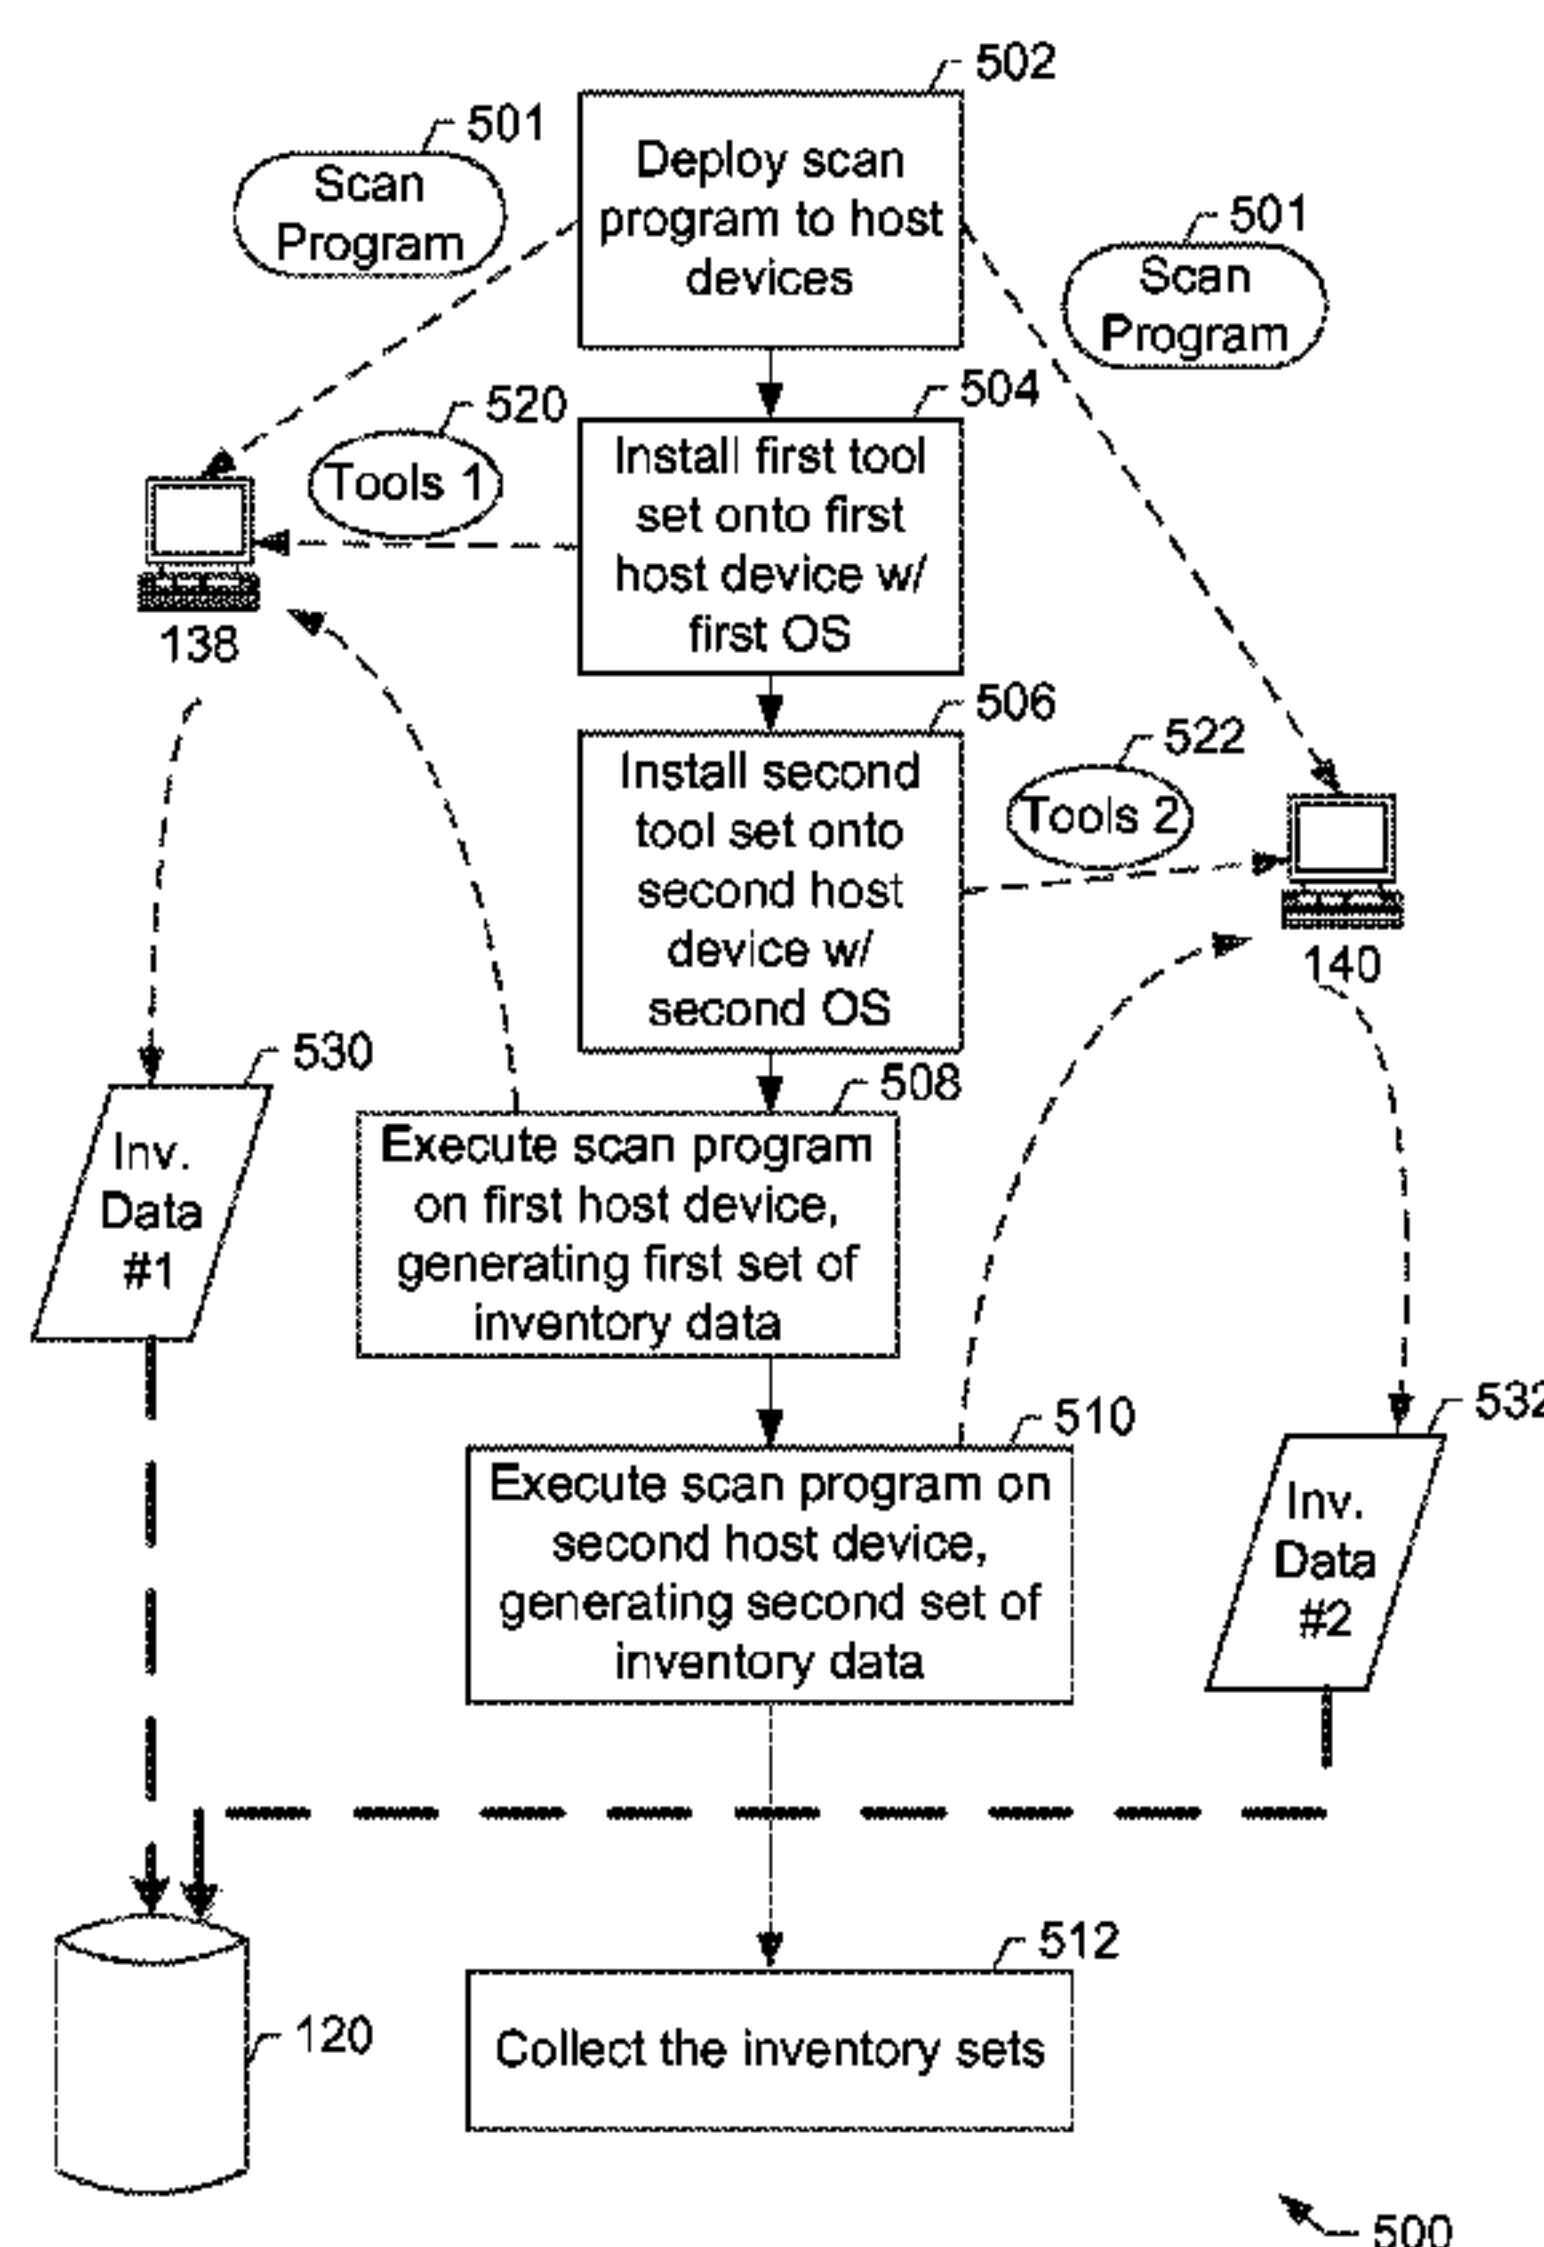 502
501
Scan
Program
Deploy scan
program to host
devices
501
Scan
Program
504
520
Tools 1
Install first tool
set onto first
host device w/
first OS
138
506
522
Tools 2
Install second
tool set onto
second host
device w/
second OS
140
530
508
Inv.
Data
#1
Execute scan program
on first host device,
generating first set of
inventory data
510
532
Execute scan program on
second host device,
generating second set of
inventory data
Inv.
Data
#2
512
120
Collect the inventory sets
500